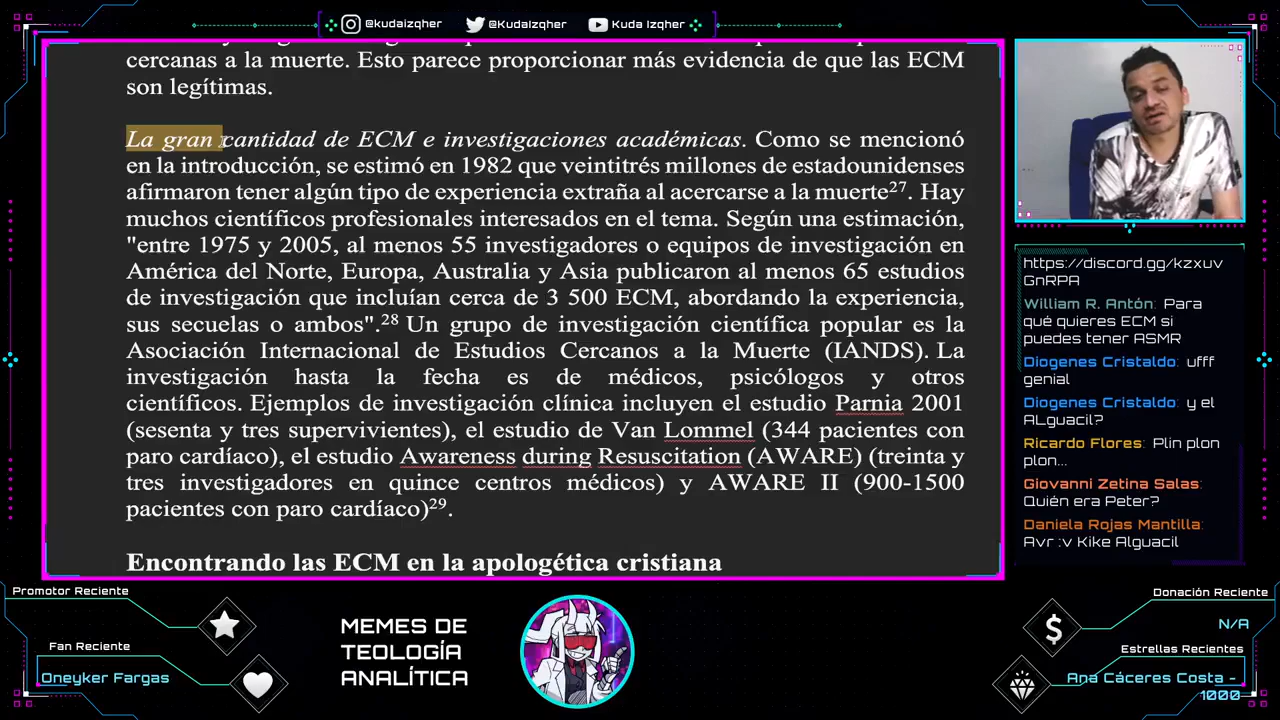 @kudaizqher
@Kudaizqher
Kuda Izqher
cercanas a la muerte. Esto parece proporcionar más evidencia de que las ECM
son legítimas.
La gran cantidad de ECM e investigaciones académicas. Como se mencionó
en la introducción, se estimó en 1982 que veintitrés millones de estadounidenses
afirmaron tener algún tipo de experiencia extraña al acercarse a la muerte27. Hay
muchos científicos profesionales interesados en el tema. Según una estimación,
"entre 1975 y 2005, al menos 55 investigadores o equipos de investigación en
América del Norte, Europa, Australia y Asia publicaron al menos 65 estudios
de investigación que incluían cerca de 3 500 ECM, abordando la experiencia,
sus secuelas o ambos".28 Un grupo de investigación científica popular es la
Asociación Internacional de Estudios Cercanos a la Muerte (IANDS). La
investigación hasta la fecha es de médicos, psicólogos y otros
científicos. Ejemplos de investigación clínica incluyen el estudio Parnia 2001
(sesenta y tres supervivientes), el estudio de Van Lommel (344 pacientes con
paro cardíaco), el estudio Awareness during Resuscitation (AWARE) (treinta y
tres investigadores en quince centros médicos) y AWARE II (900-1500
pacientes con paro cardíaco)29.
Encontrando las ECM en la apologética cristiana
https://discord.gg/kzxuv
GnRPA
William R. Antón: Para
qué quieres ECM si
puedes tener ASMR
Diogenes Cristaldo: ufff
genial
Diogenes Cristaldo: y el
ALguacil?
Ricardo Flores: Plin plon
plon...
Giovanni Zetina Salas:
Quién era Peter?
Daniela Rojas Mantilla:
Avr :v Kike Alguacil
Promotor Reciente
Fan Reciente
Oneyker Fargas
MEMES DE
TEOLOGÍA
ANALÍTICA
Donación Reciente
$
N/A
Estrellas Recientes
Ana Cáceres Costa -
1000